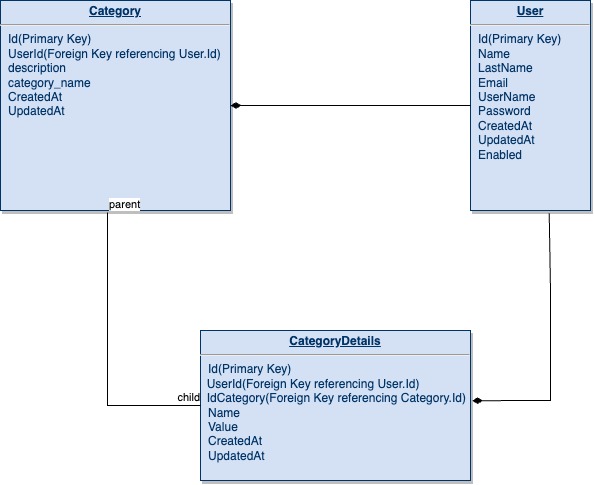 Category
Id(Primary Key)
UserId(Foreign Key referencing User.Id)
description
category_name
CreatedAt
UpdatedAt
User
Id(Primary Key)
Name
LastName
Email
UserName
Password
CreatedAt
UpdatedAt
Enabled
parent
CategoryDetails
Id(Primary Key)
UserId(Foreign Key referencing User.Id)
child
IdCategory(Foreign Key referencing Category.Id)
Name
Value
CreatedAt
UpdatedAt